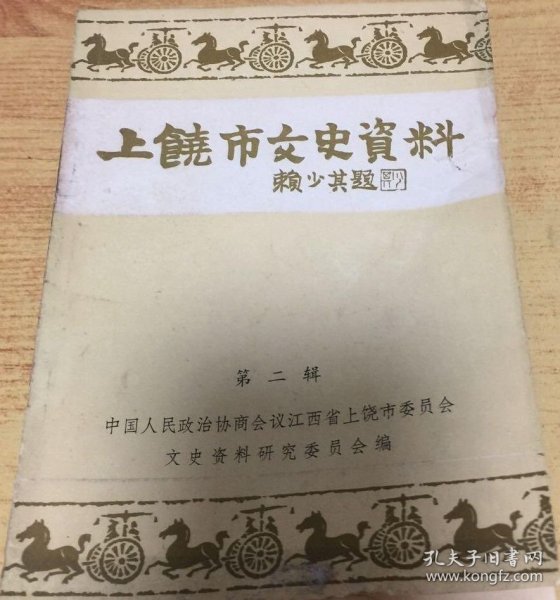 上饒市文史資料
赖少其题
第二辑
中国人民政治协商会议江西省上饶市委员会
文史资料研究委员会编
孔夫子旧书网
www.kongfz.com